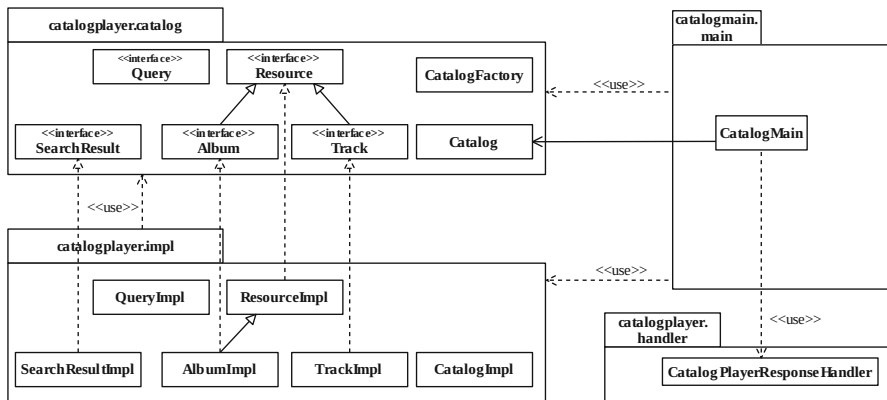 catalogplayer.catalog
catalogmain.
main
<<interface>>
Query
<<interface>>
Resource
CatalogFactory
<<use>>
<<interface>>
SearchResult
<<interface>>
Album
<<interface>>
Track
Catalog
CatalogMain
<<use>>
catalogplayer.impl
<<use>>
QueryImpl
ResourceImpl
<<use>>
catalogplayer.
handler
SearchResultImpl
AlbumImpl
TrackImpl
CatalogImpl
CatalogPlayerResponseHandler